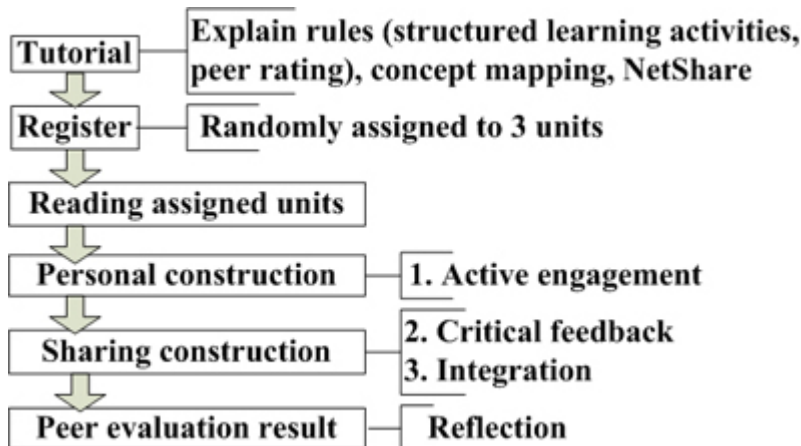 Tutorial
Explain rules (structured learning activities,
peer rating), concept mapping, NetShare
Register
Randomly assigned to 3 units
Reading assigned units
Personal construction
1. Active engagement
Sharing construction
2. Critical feedback
3. Integration
Peer evaluation result
Reflection